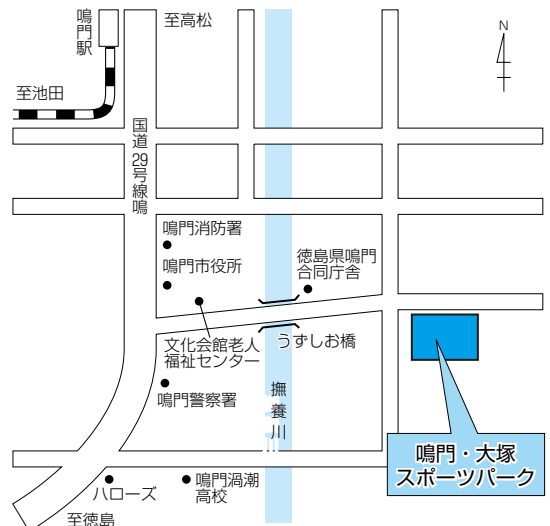 鳴門駅
至高松
N
至池田
国道29号線鳴
鳴門消防署
鳴門市役所
徳島県鳴門
合同庁舎
文化会館老人
福祉センター
うずしお橋
鳴門警察署
撫養川
鳴門・大塚
スポーツパーク
ハローズ
鳴門渦潮
高校
至徳島